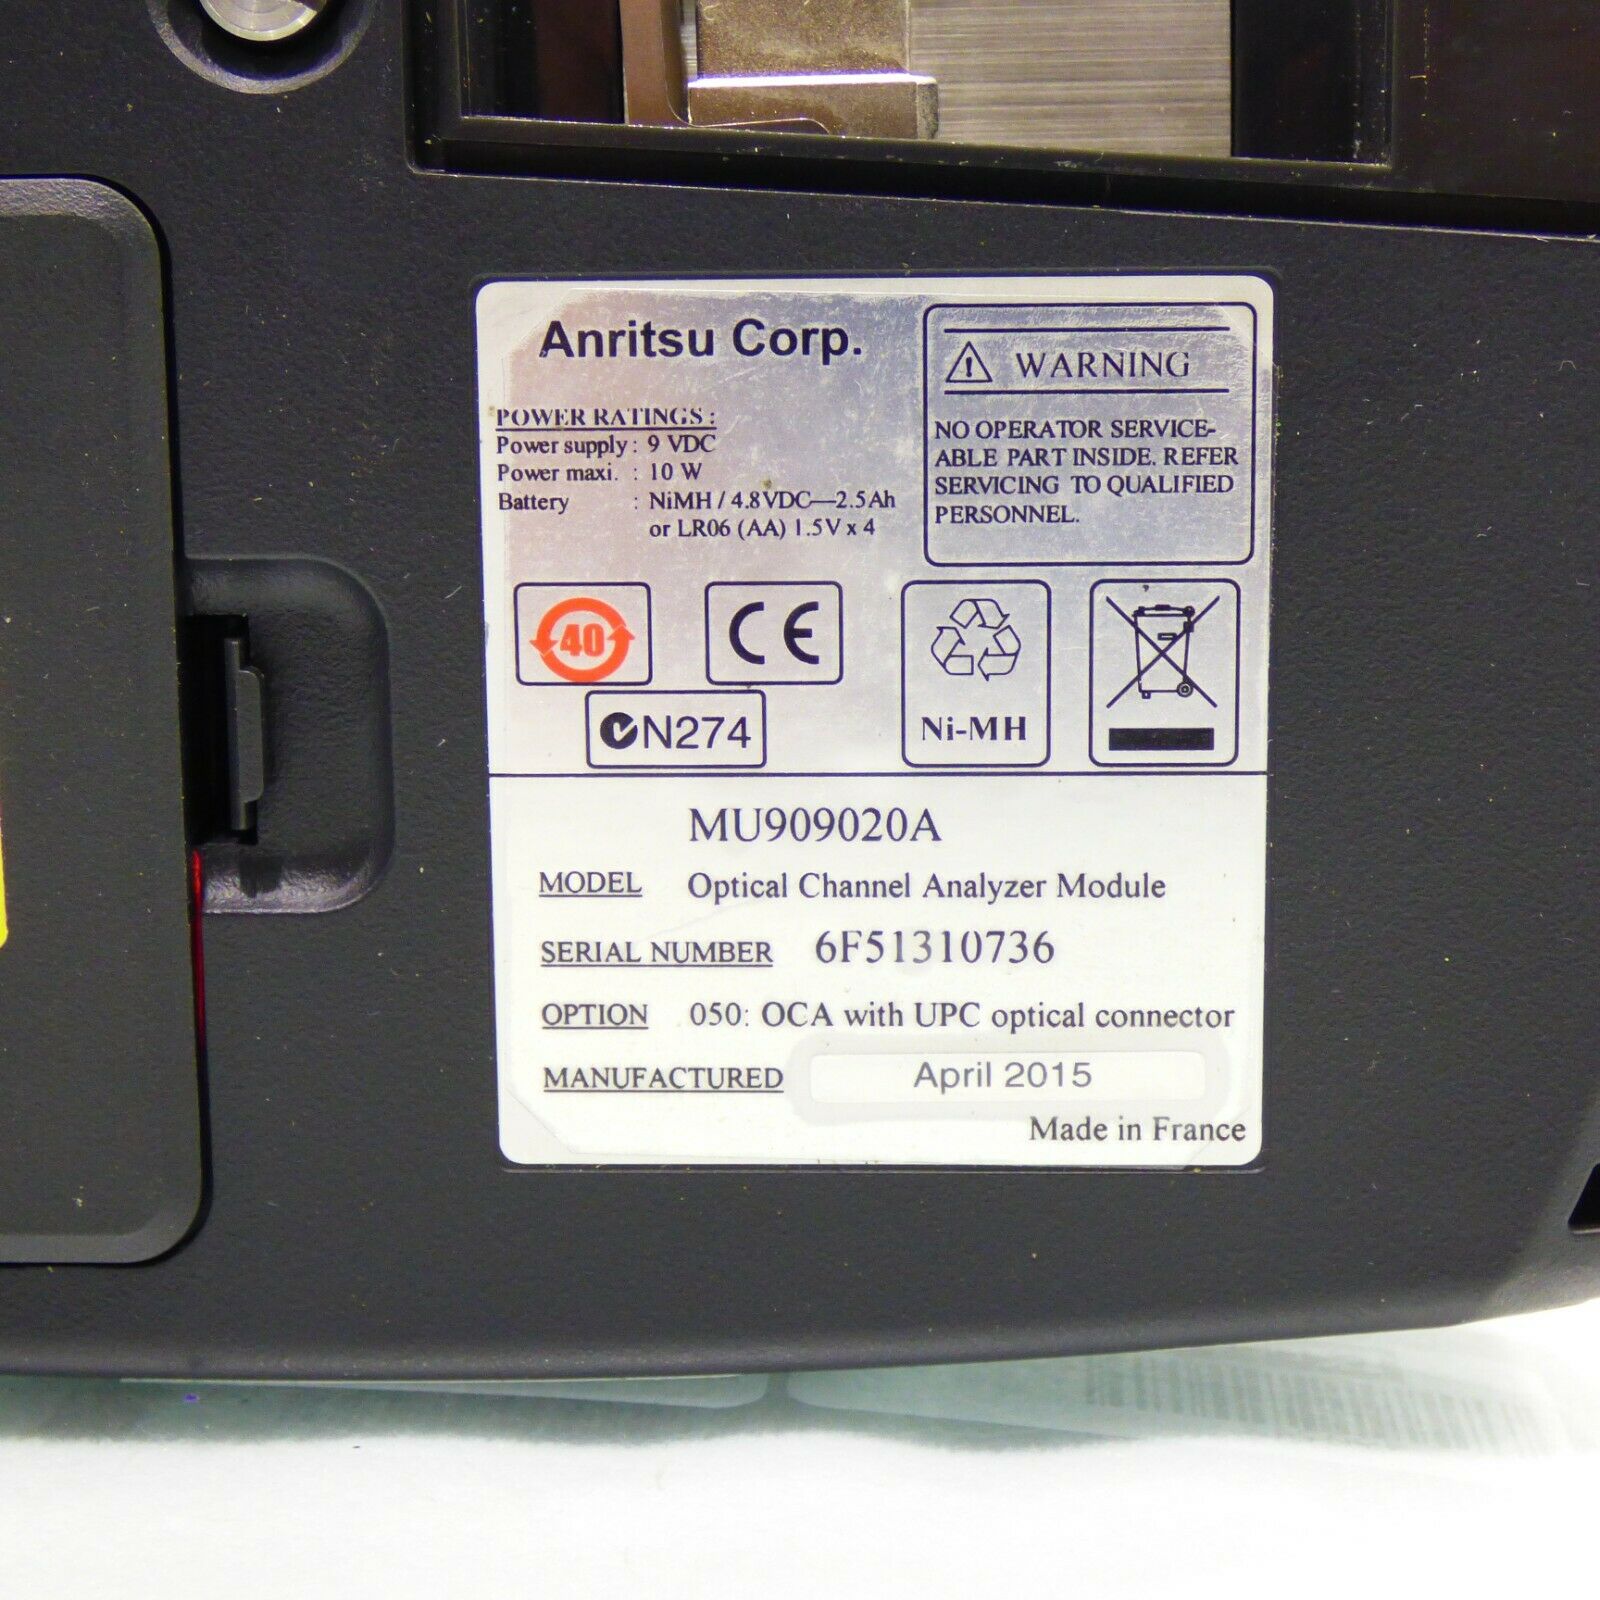 Anritsu Corp.
POWER RATINGS :
Power supply : 9 VDC
Power maxi. : 10 W
Battery : NiMH / 4.8VDC—2.5Ah
or LR06 (AA) 1.5V x 4
WARNING
NO OPERATOR SERVICE-
ABLE PART INSIDE. REFER
SERVICING TO QUALIFIED
PERSONNEL.
40
CE
N274
Ni-MH
MU909020A
MODEL Optical Channel Analyzer Module
SERIAL NUMBER 6F51310736
OPTION 050: OCA with UPC optical connector
MANUFACTURED April 2015
Made in France